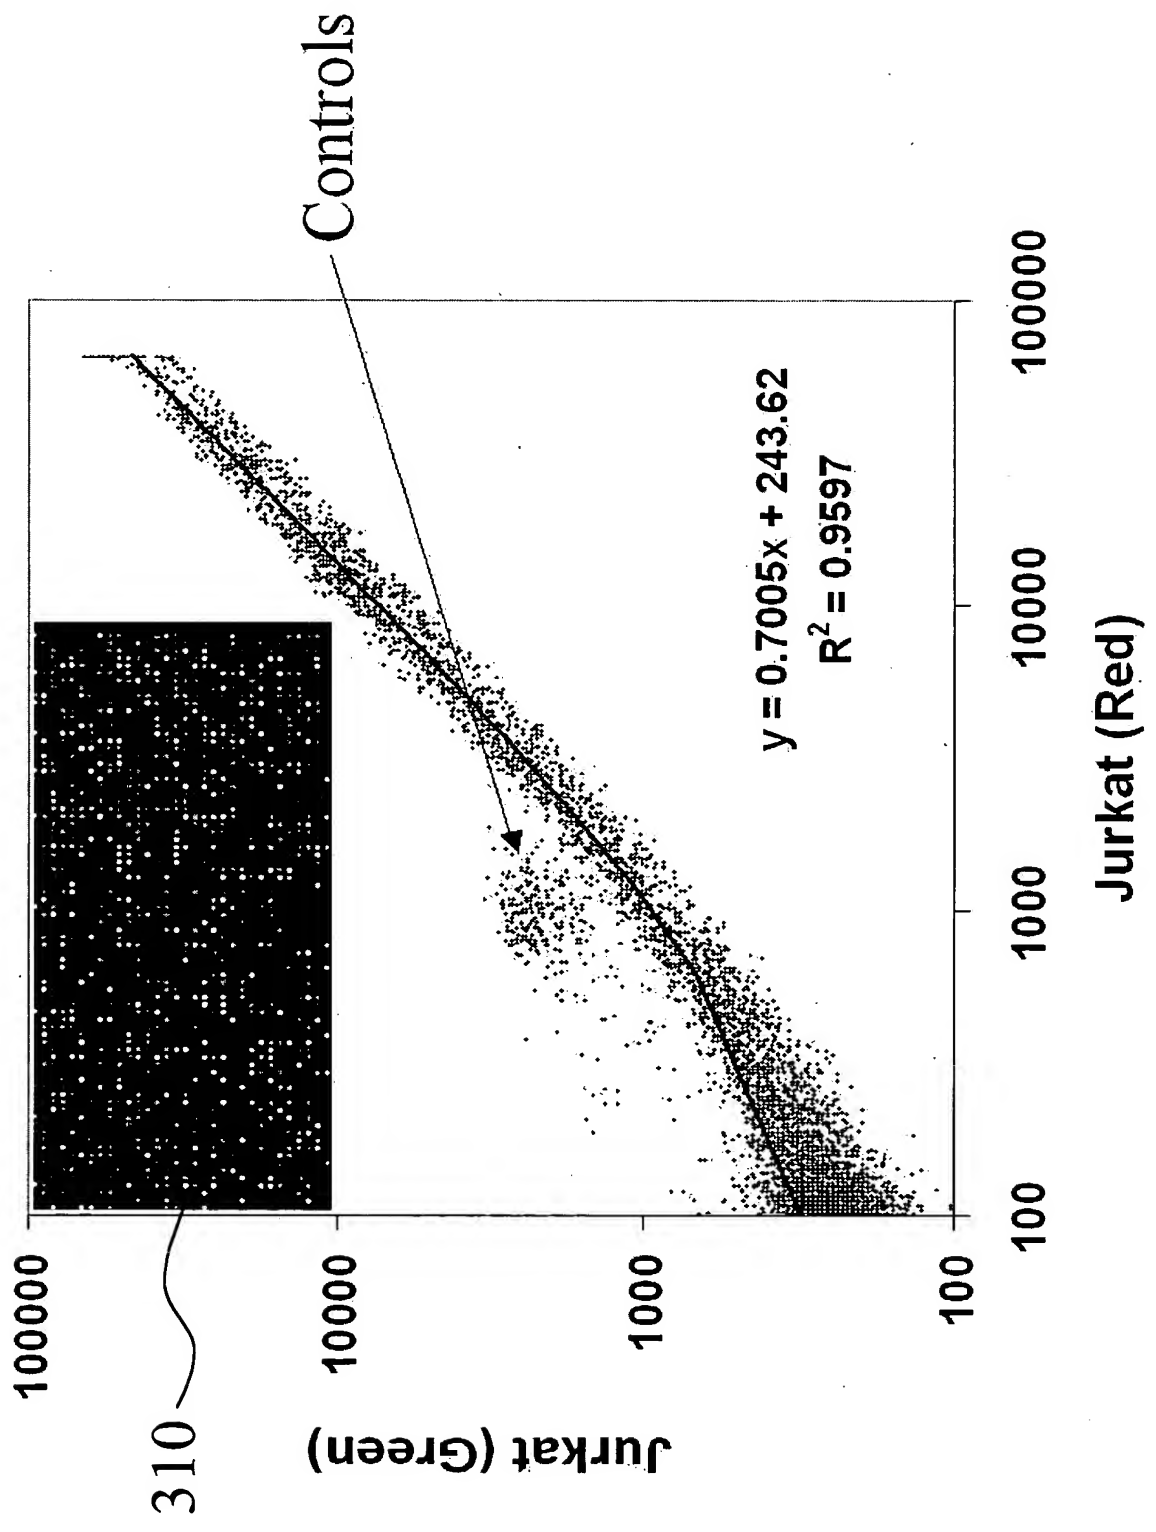 Controls
310
Jurkat (Green)
100000
10000
1000
100
y = 0.7005x + 243.62
R² = 0.9597
100
1000
10000
100000
Jurkat (Red)